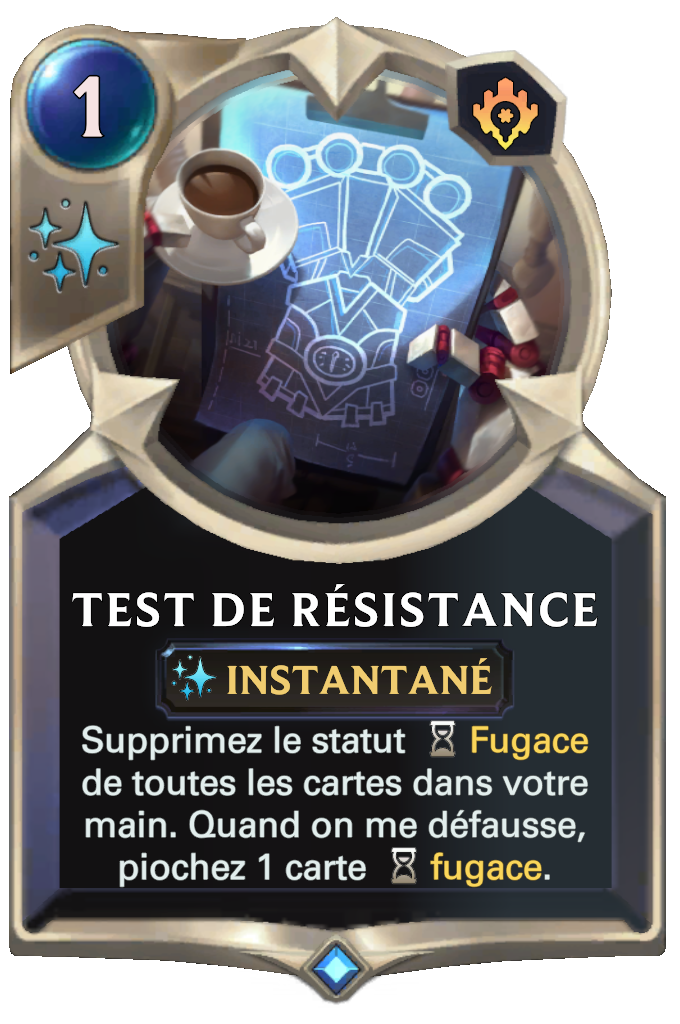 1
TEST DE RÉSISTANCE
INSTANTANÉ
Supprimez le statut Fugace
de toutes les cartes dans votre
main. Quand on me défausse,
piochez 1 carte fugace.